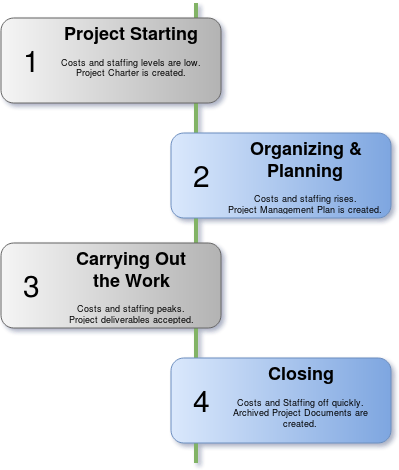 1
Project Starting
Costs and staffing levels are low.
Project Charter is created.
2
Organizing &
Planning
Costs and staffing rises.
Project Management Plan is created.
3
Carrying Out
the Work
Costs and staffing peaks.
Project deliverables accepted.
4
Closing
Costs and Staffing off quickly.
Archived Project Documents are
created.